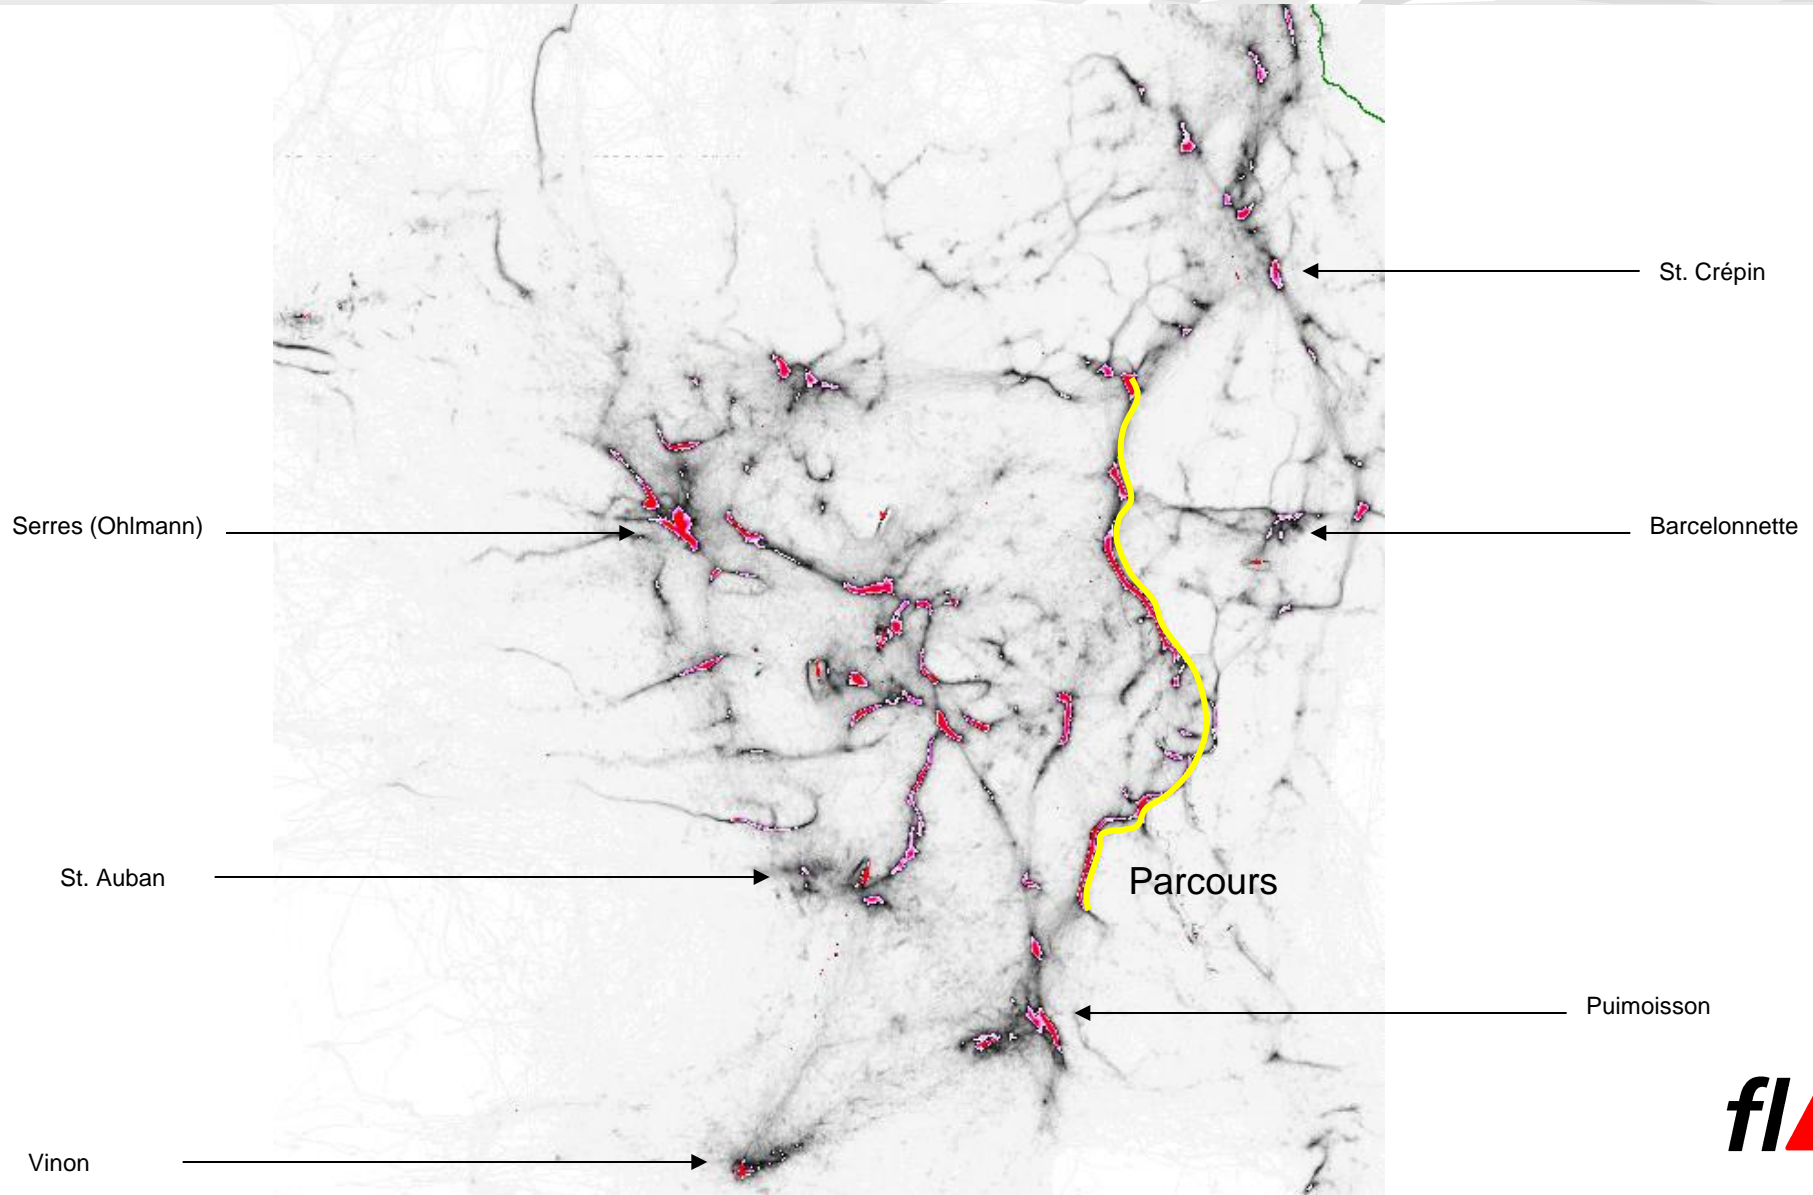 St. Crépin
Serres (Ohlmann)
Barcelonnette
St. Auban
Parcours
Puimoisson
Vinon